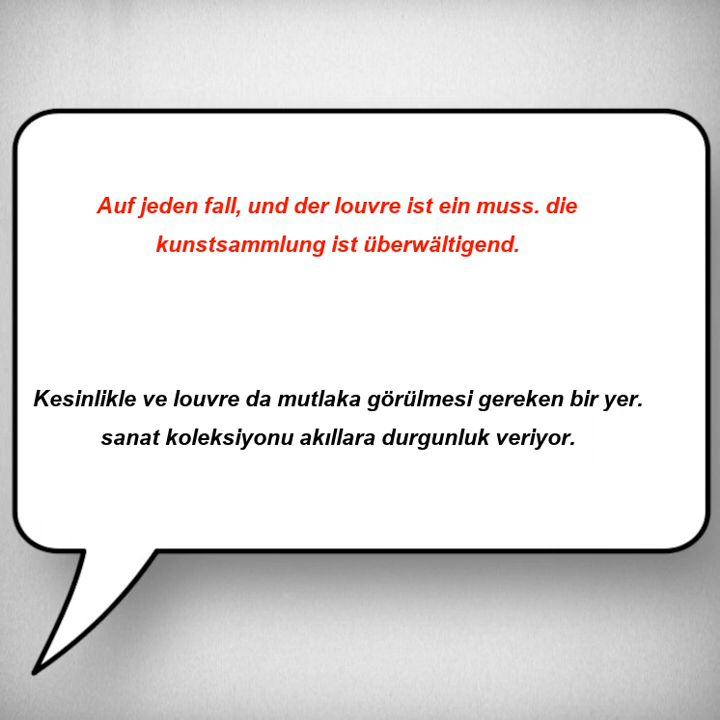 Auf jeden fall, und der louvre ist ein muss. die
kunstsammlung ist überwältigend.
Kesinlikle ve louvre da mutlaka görülmesi gereken bir yer.
sanat koleksiyonu akıllara durgunluk veriyor.